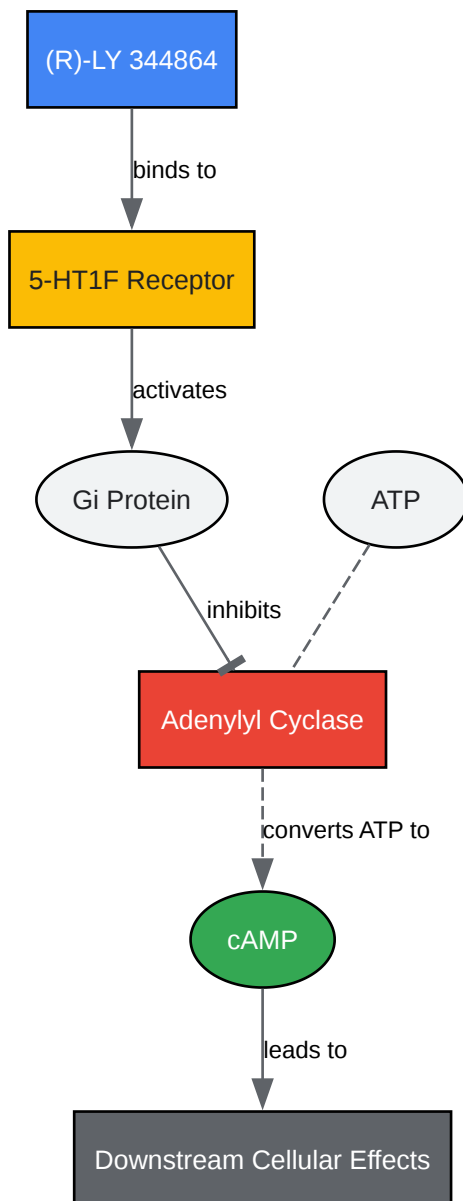 (R)-LY 344864
binds to
5-HT1F Receptor
activates
Gi Protein
ATP
inhibits
Adenylyl Cyclase
converts ATP to
cAMP
leads to
Downstream Cellular Effects